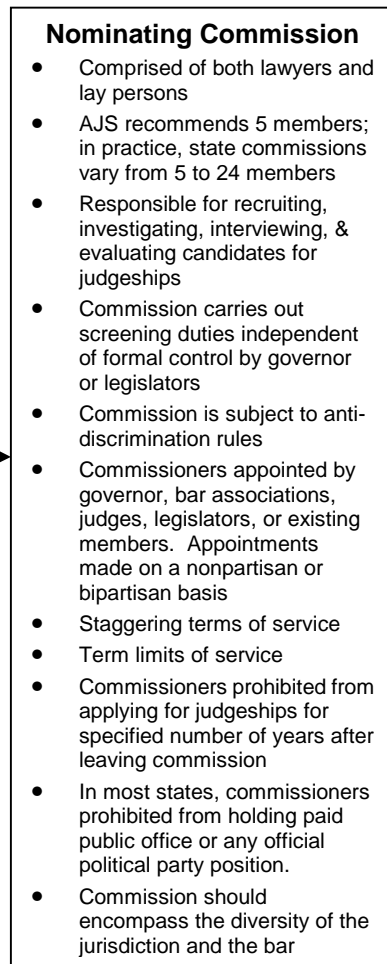 Nominating Commission
• Comprised of both lawyers and
lay persons
• AJS recommends 5 members;
in practice, state commissions
vary from 5 to 24 members
• Responsible for recruiting,
investigating, interviewing, &
evaluating candidates for
judgeships
• Commission carries out
screening duties independent
of formal control by governor
or legislators
• Commission is subject to anti-
discrimination rules
• Commissioners appointed by
governor, bar associations,
judges, legislators, or existing
members.  Appointments
made on a nonpartisan or
bipartisan basis
• Staggering terms of service
• Term limits of service
• Commissioners prohibited from
applying for judgeships for
specified number of years after
leaving commission
• In most states, commissioners
prohibited from holding paid
public office or any official
political party position.
• Commission should
encompass the diversity of the
jurisdiction and the bar